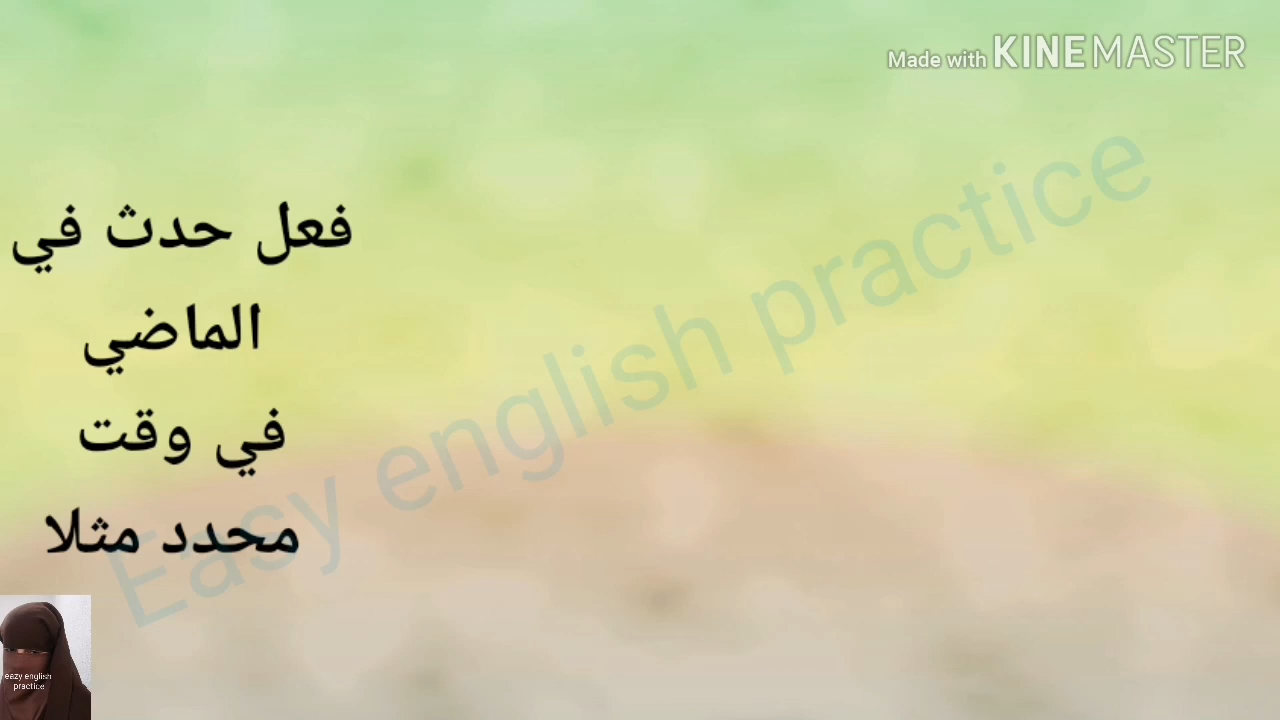 Made with KINEMASTER
فعل حدث في
الماضي
في وقت
محدد مثلا
Easy english practice
eazy english
practice